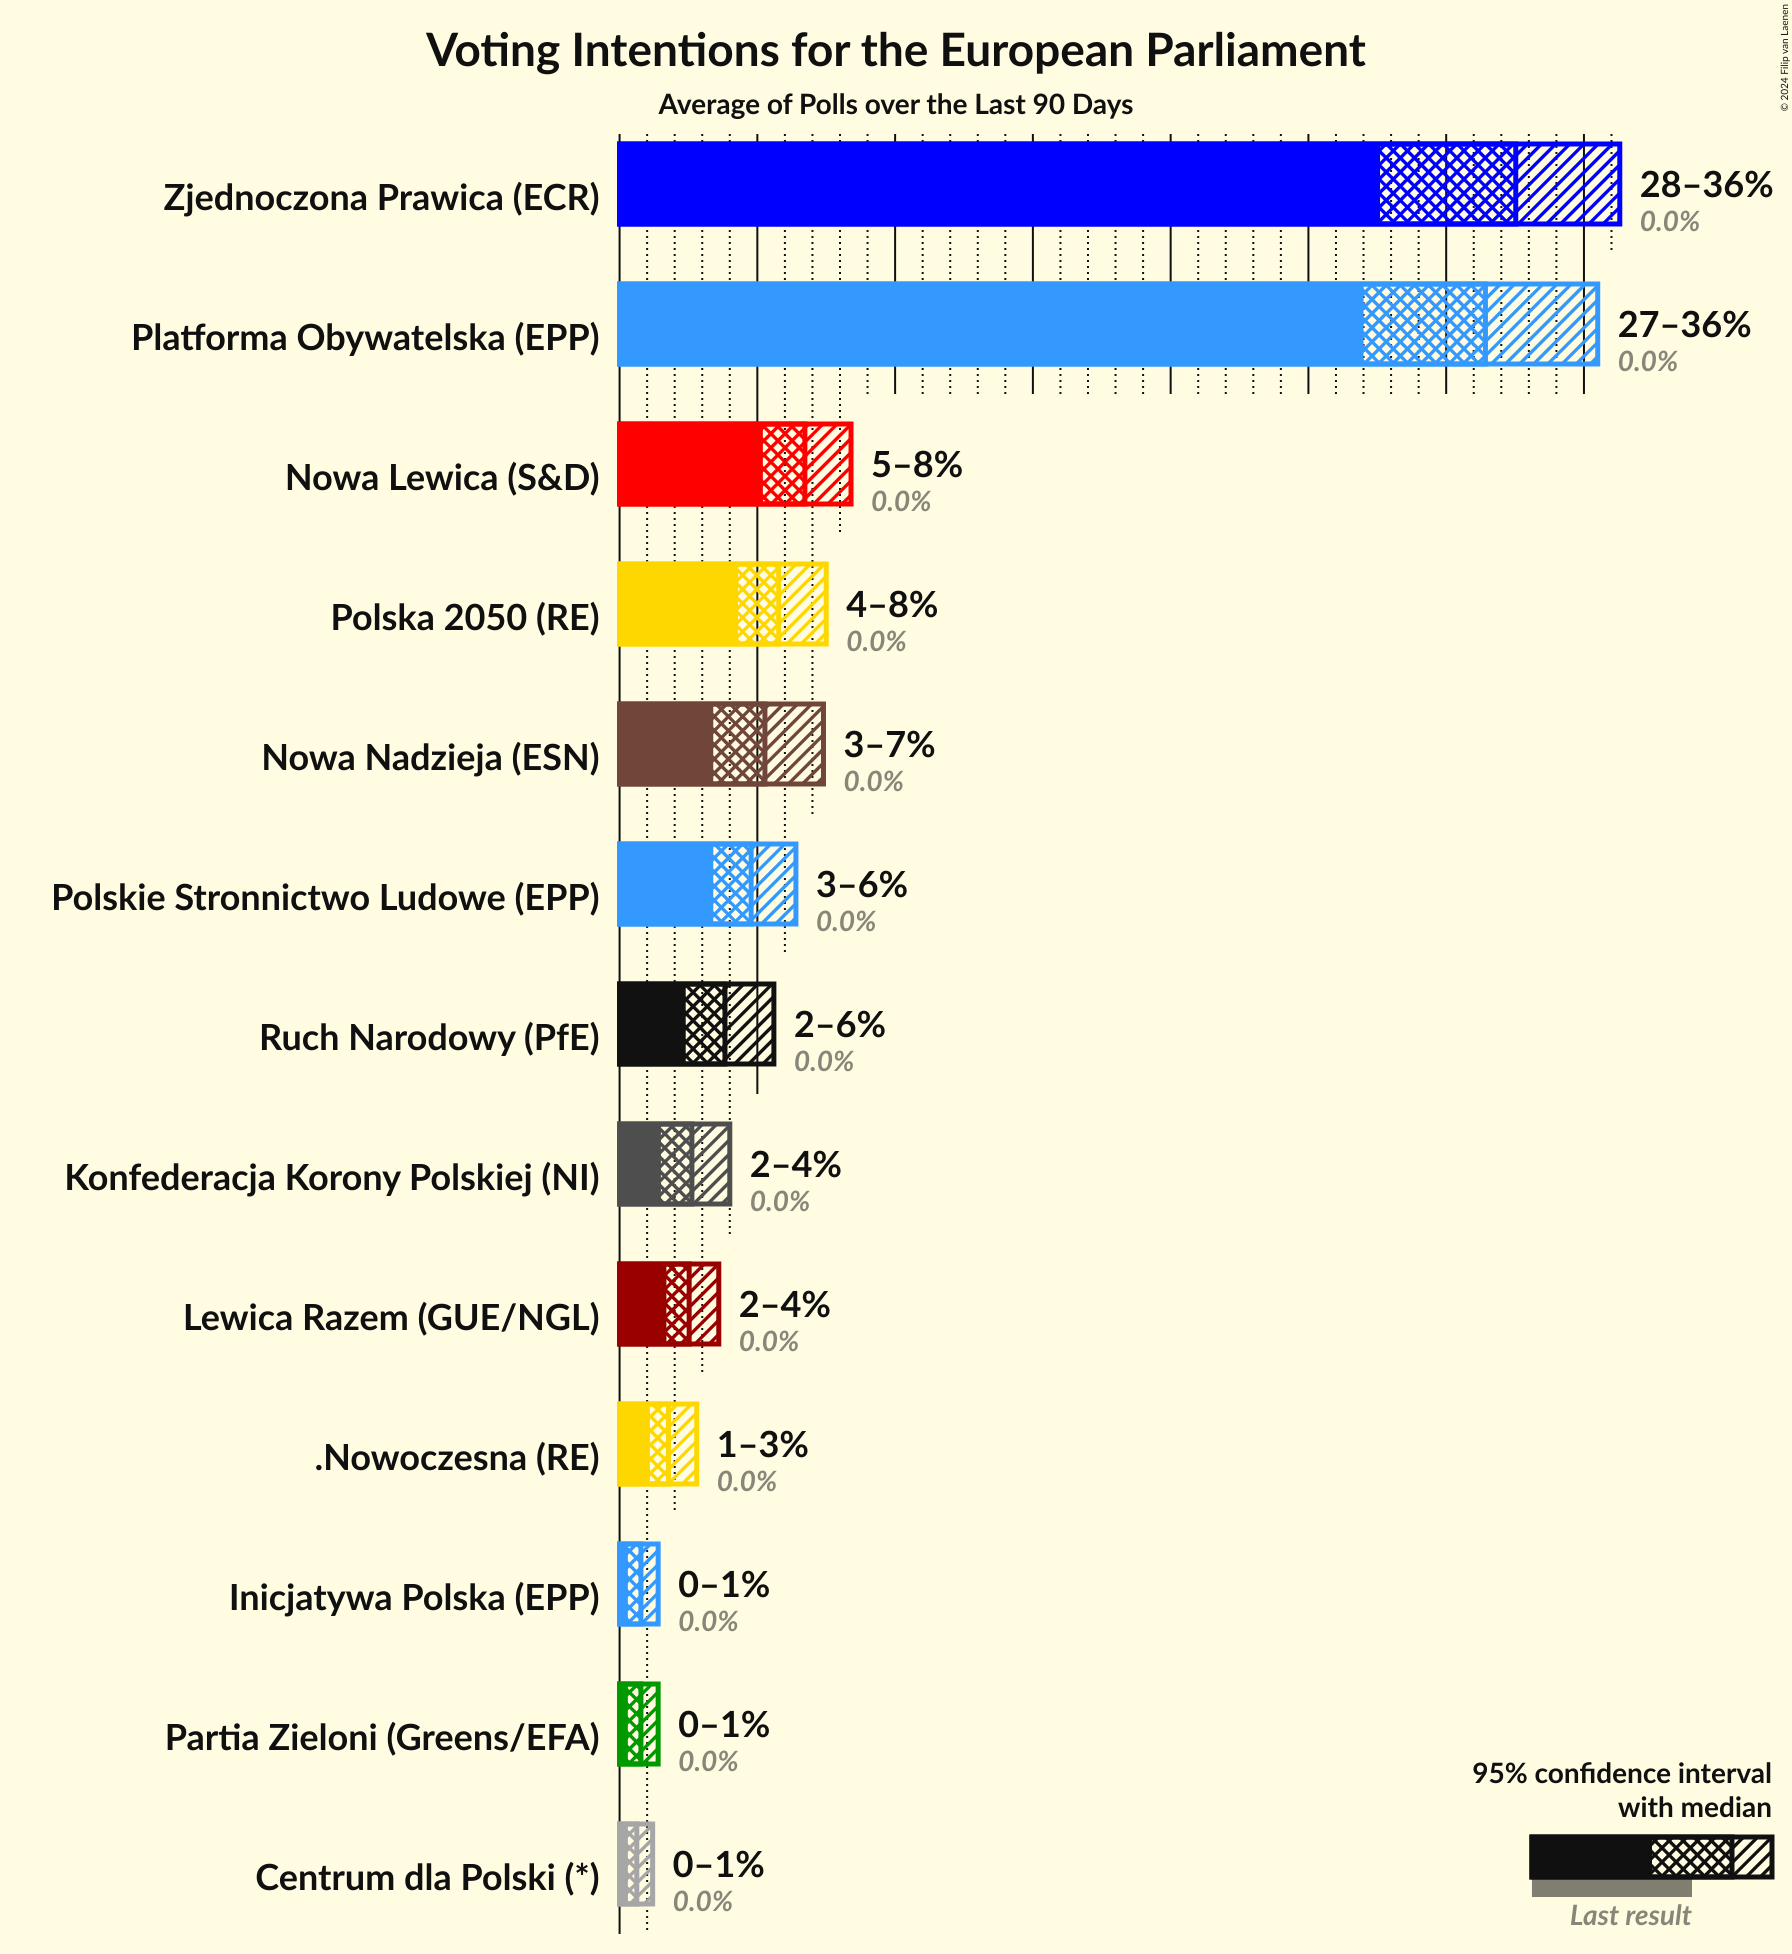 Voting Intentions for the European Parliament
Average of Polls over the Last 90 Days
© 2024 Filip van Laenen
Zjednoczona Prawica (ECR)
28–36%
0.0%
Platforma Obywatelska (EPP)
27–36%
0.0%
Nowa Lewica (S&D)
5–8%
0.0%
Polska 2050 (RE)
4–8%
0.0%
Nowa Nadzieja (ESN)
3–7%
0.0%
Polskie Stronnictwo Ludowe (EPP)
3–6%
0.0%
Ruch Narodowy (PfE)
2–6%
0.0%
Konfederacja Korony Polskiej (NI)
2–4%
0.0%
Lewica Razem (GUE/NGL)
2–4%
0.0%
.Nowoczesna (RE)
1–3%
0.0%
Inicjatywa Polska (EPP)
0–1%
0.0%
Partia Zieloni (Greens/EFA)
0–1%
0.0%
Centrum dla Polski (*)
0–1%
0.0%
95% confidence interval
with median
Last result